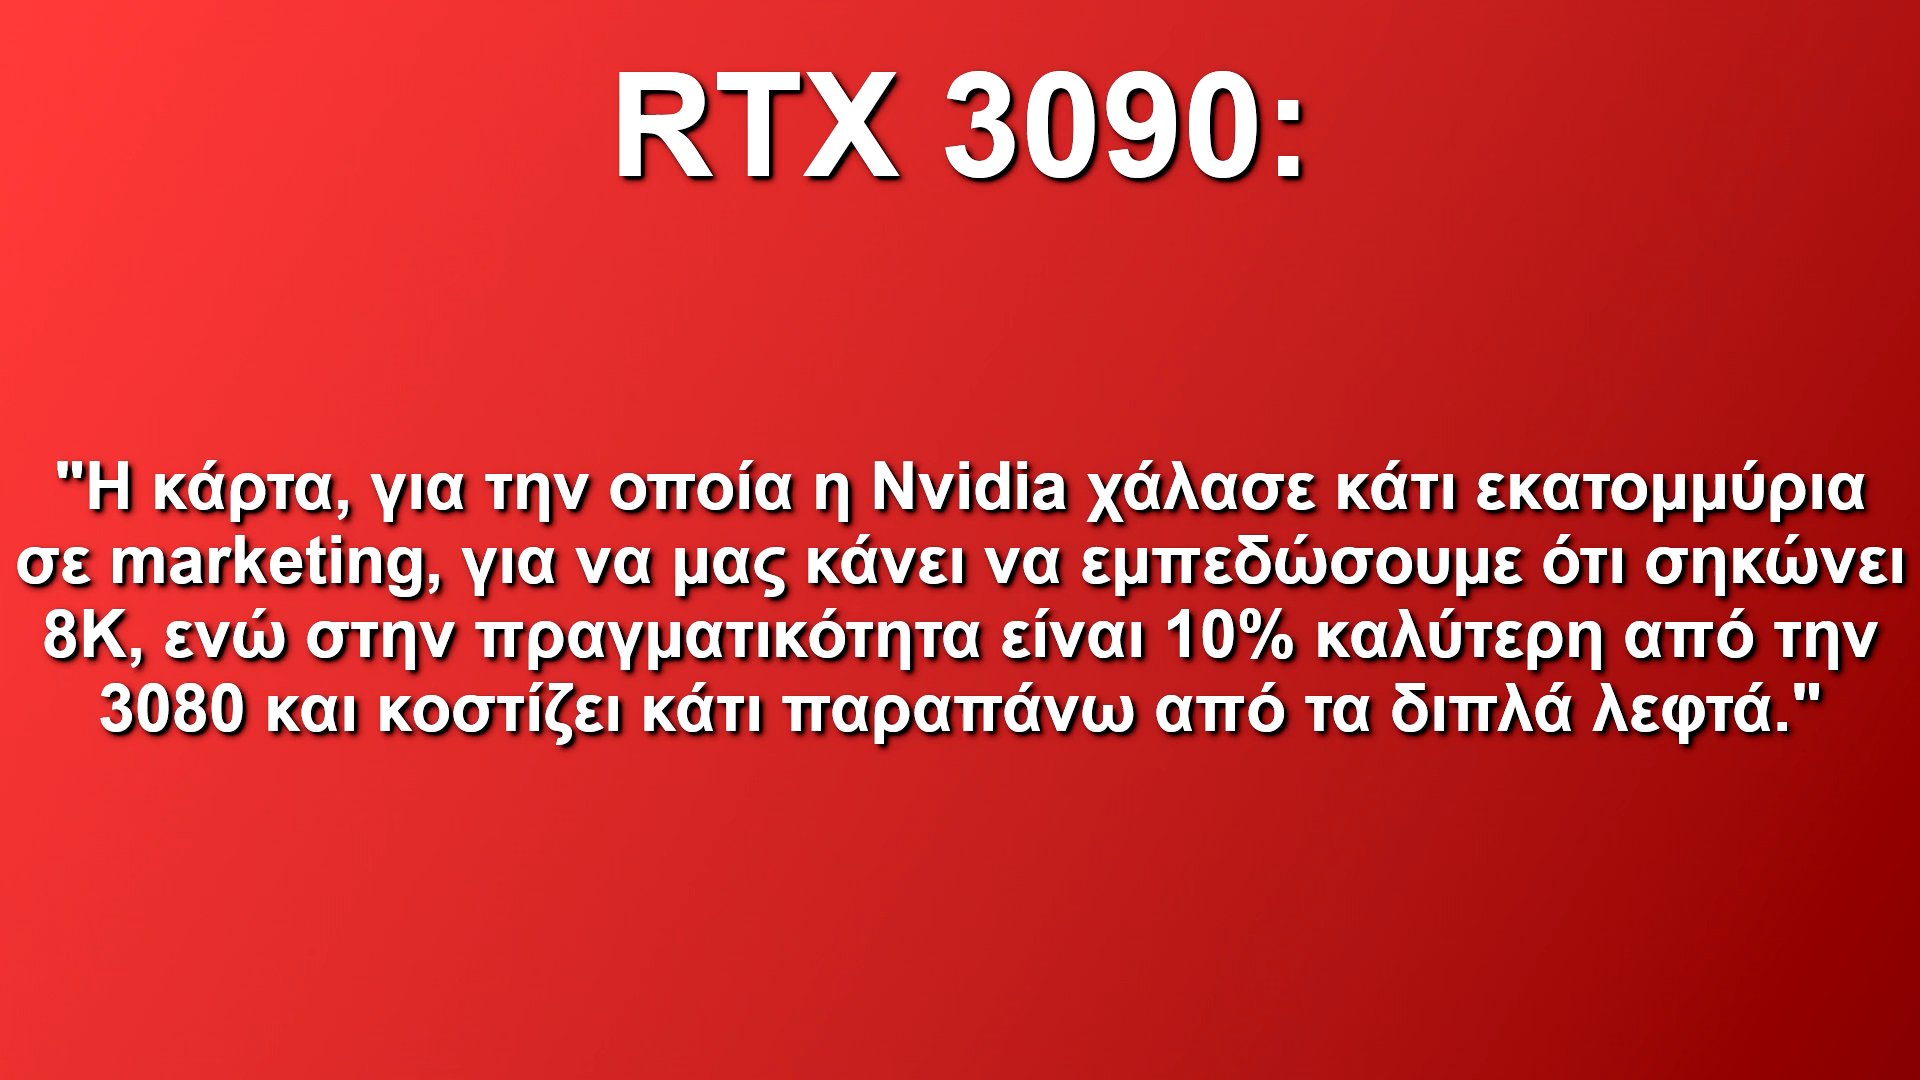 RTX 3090:
"Η κάρτα, για την οποία η Nvidia χάλασε κάτι εκατομμύρια
σε marketing, για να μας κάνει να εμπεδώσουμε ότι σηκώνει
8K, ενώ στην πραγματικότητα είναι 10% καλύτερη από την
3080 και κοστίζει κάτι παραπάνω από τα διπλά λεφτά."